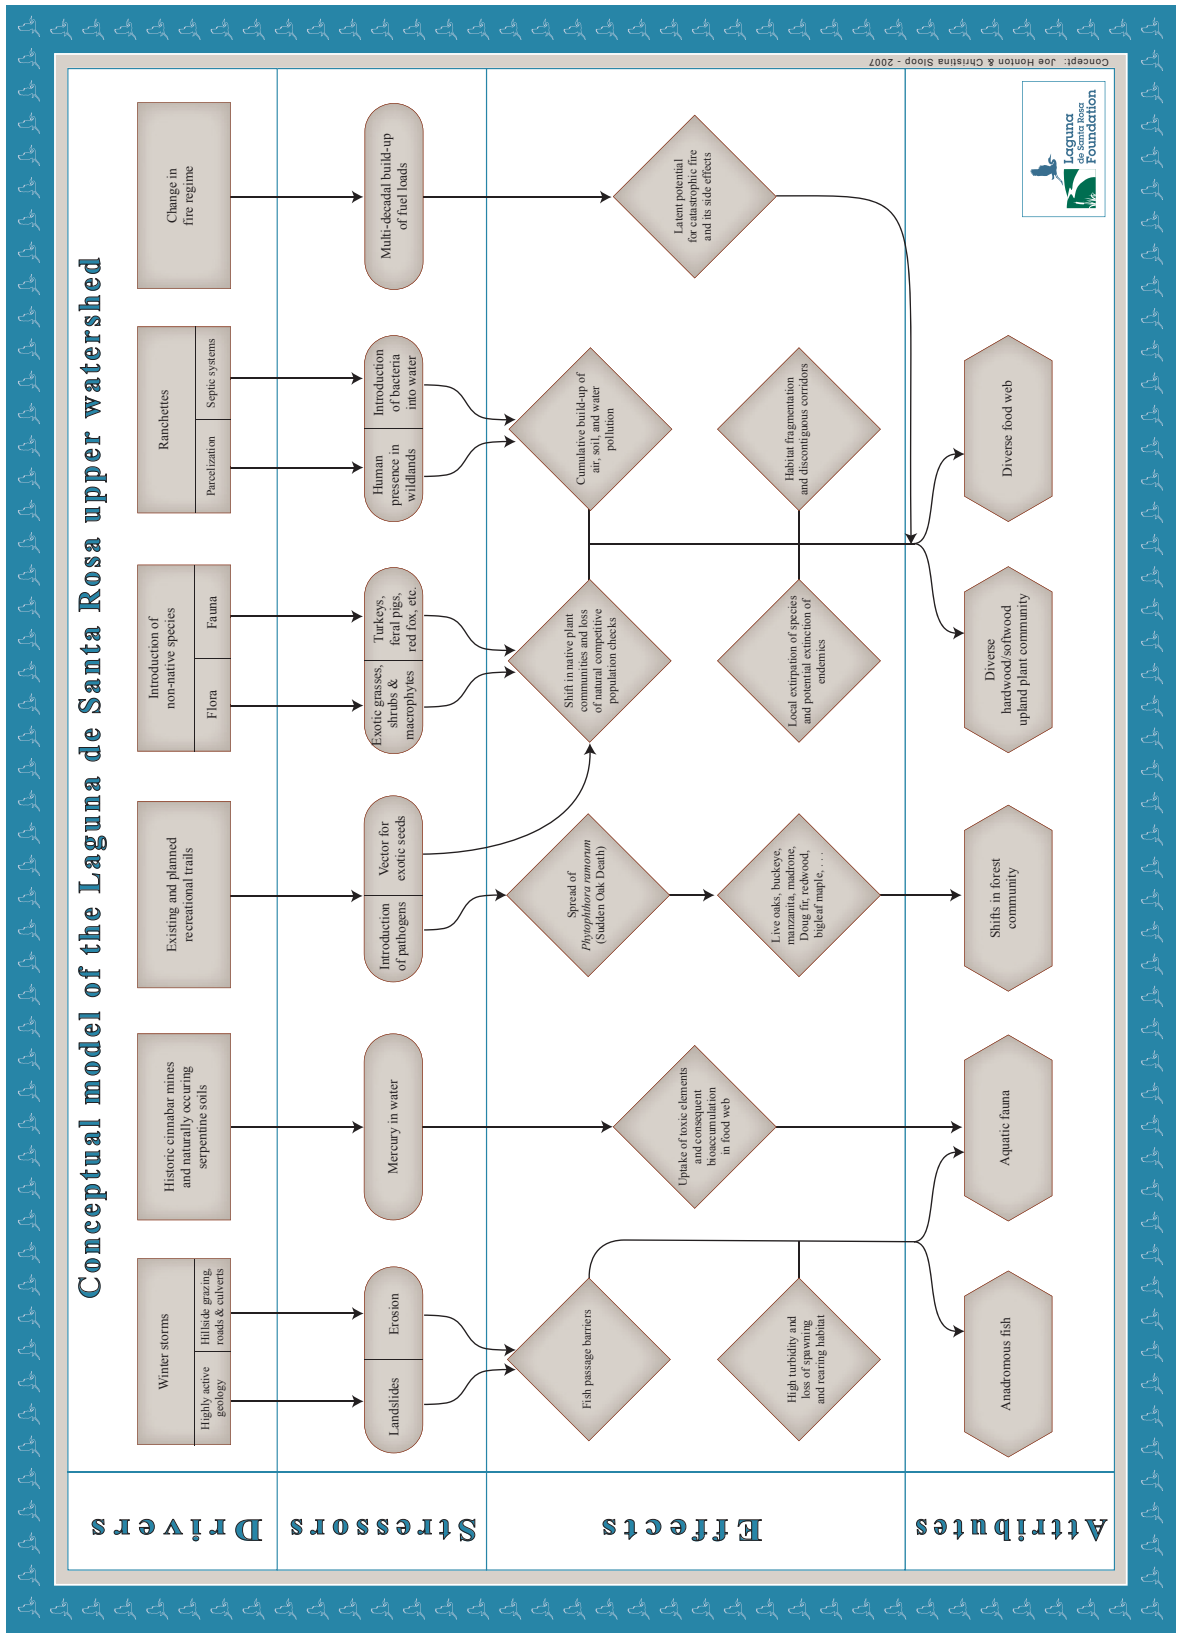 Conceptual model of the Laguna de Santa Rosa upper watershed
Drivers
Winter storms
Highly active
geology
Hillside grazing,
roads & culverts
Historic cinnabar mines
and naturally occuring
serpentine soils
Existing and planned
recreational trails
Introduction of
non-native species
Flora
Fauna
Ranchettes
Parcelization
Septic systems
Change in
fire regime
Stressors
Landslides
Erosion
Mercury in water
Introduction
of pathogens
Vector for
exotic seeds
Exotic grasses,
shrubs &
macrophytes
Turkeys,
feral pigs,
red fox, etc.
Human
presence in
wildlands
Introduction
of bacteria
into water
Multi-decadal build-up
of fuel loads
Effects
Fish passage barriers
High turbidity and
loss of spawning
and rearing habitat
Uptake of toxic elements
and consequent
bioaccumulation
in food web
Spread of
Phytophthora ramorum
(Sudden Oak Death)
Live oaks, buckeye,
manzanita, madrone,
Doug fir, redwood,
bigleaf maple, . . .
Shift in native plant
communities and loss
of natural competitive
population checks
Local extirpation of species
and potential extinction of
endemics
Cumulative build-up of
air, soil, and water
pollution
Habitat fragmentation
and discontiguous corridors
Latent potential
for catastrophic fire
and its side effects
Attributes
Anadromous fish
Aquatic fauna
Shifts in forest
community
Diverse
hardwood/softwood
upland plant community
Diverse food web
Laguna
de Santa Rosa
Foundation
Concept: Joe Honton & Christina Sloop - 2007